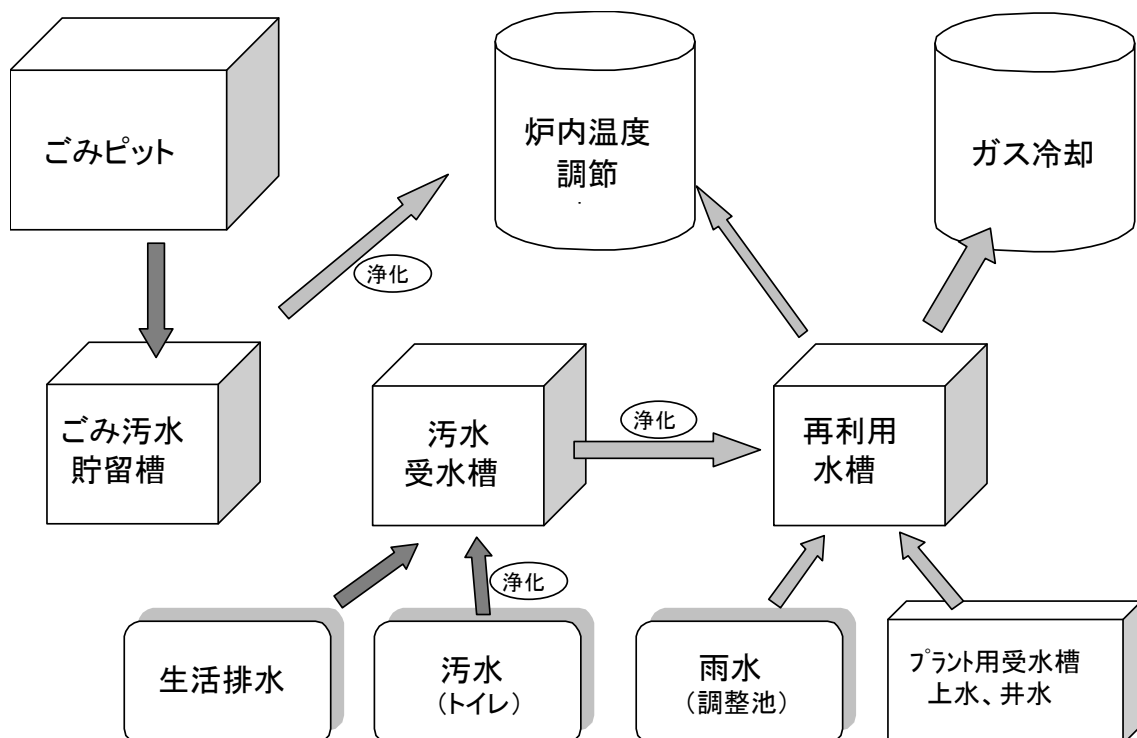 ごみピット
炉内温度
調節
ガス冷却
浄化
ごみ汚水
貯留槽
汚水
受水槽
浄化
再利用
水槽
浄化
生活排水
汚水
（トイレ）
雨水
（調整池）
ﾌﾟﾗﾝﾄ用受水槽
上水、井水